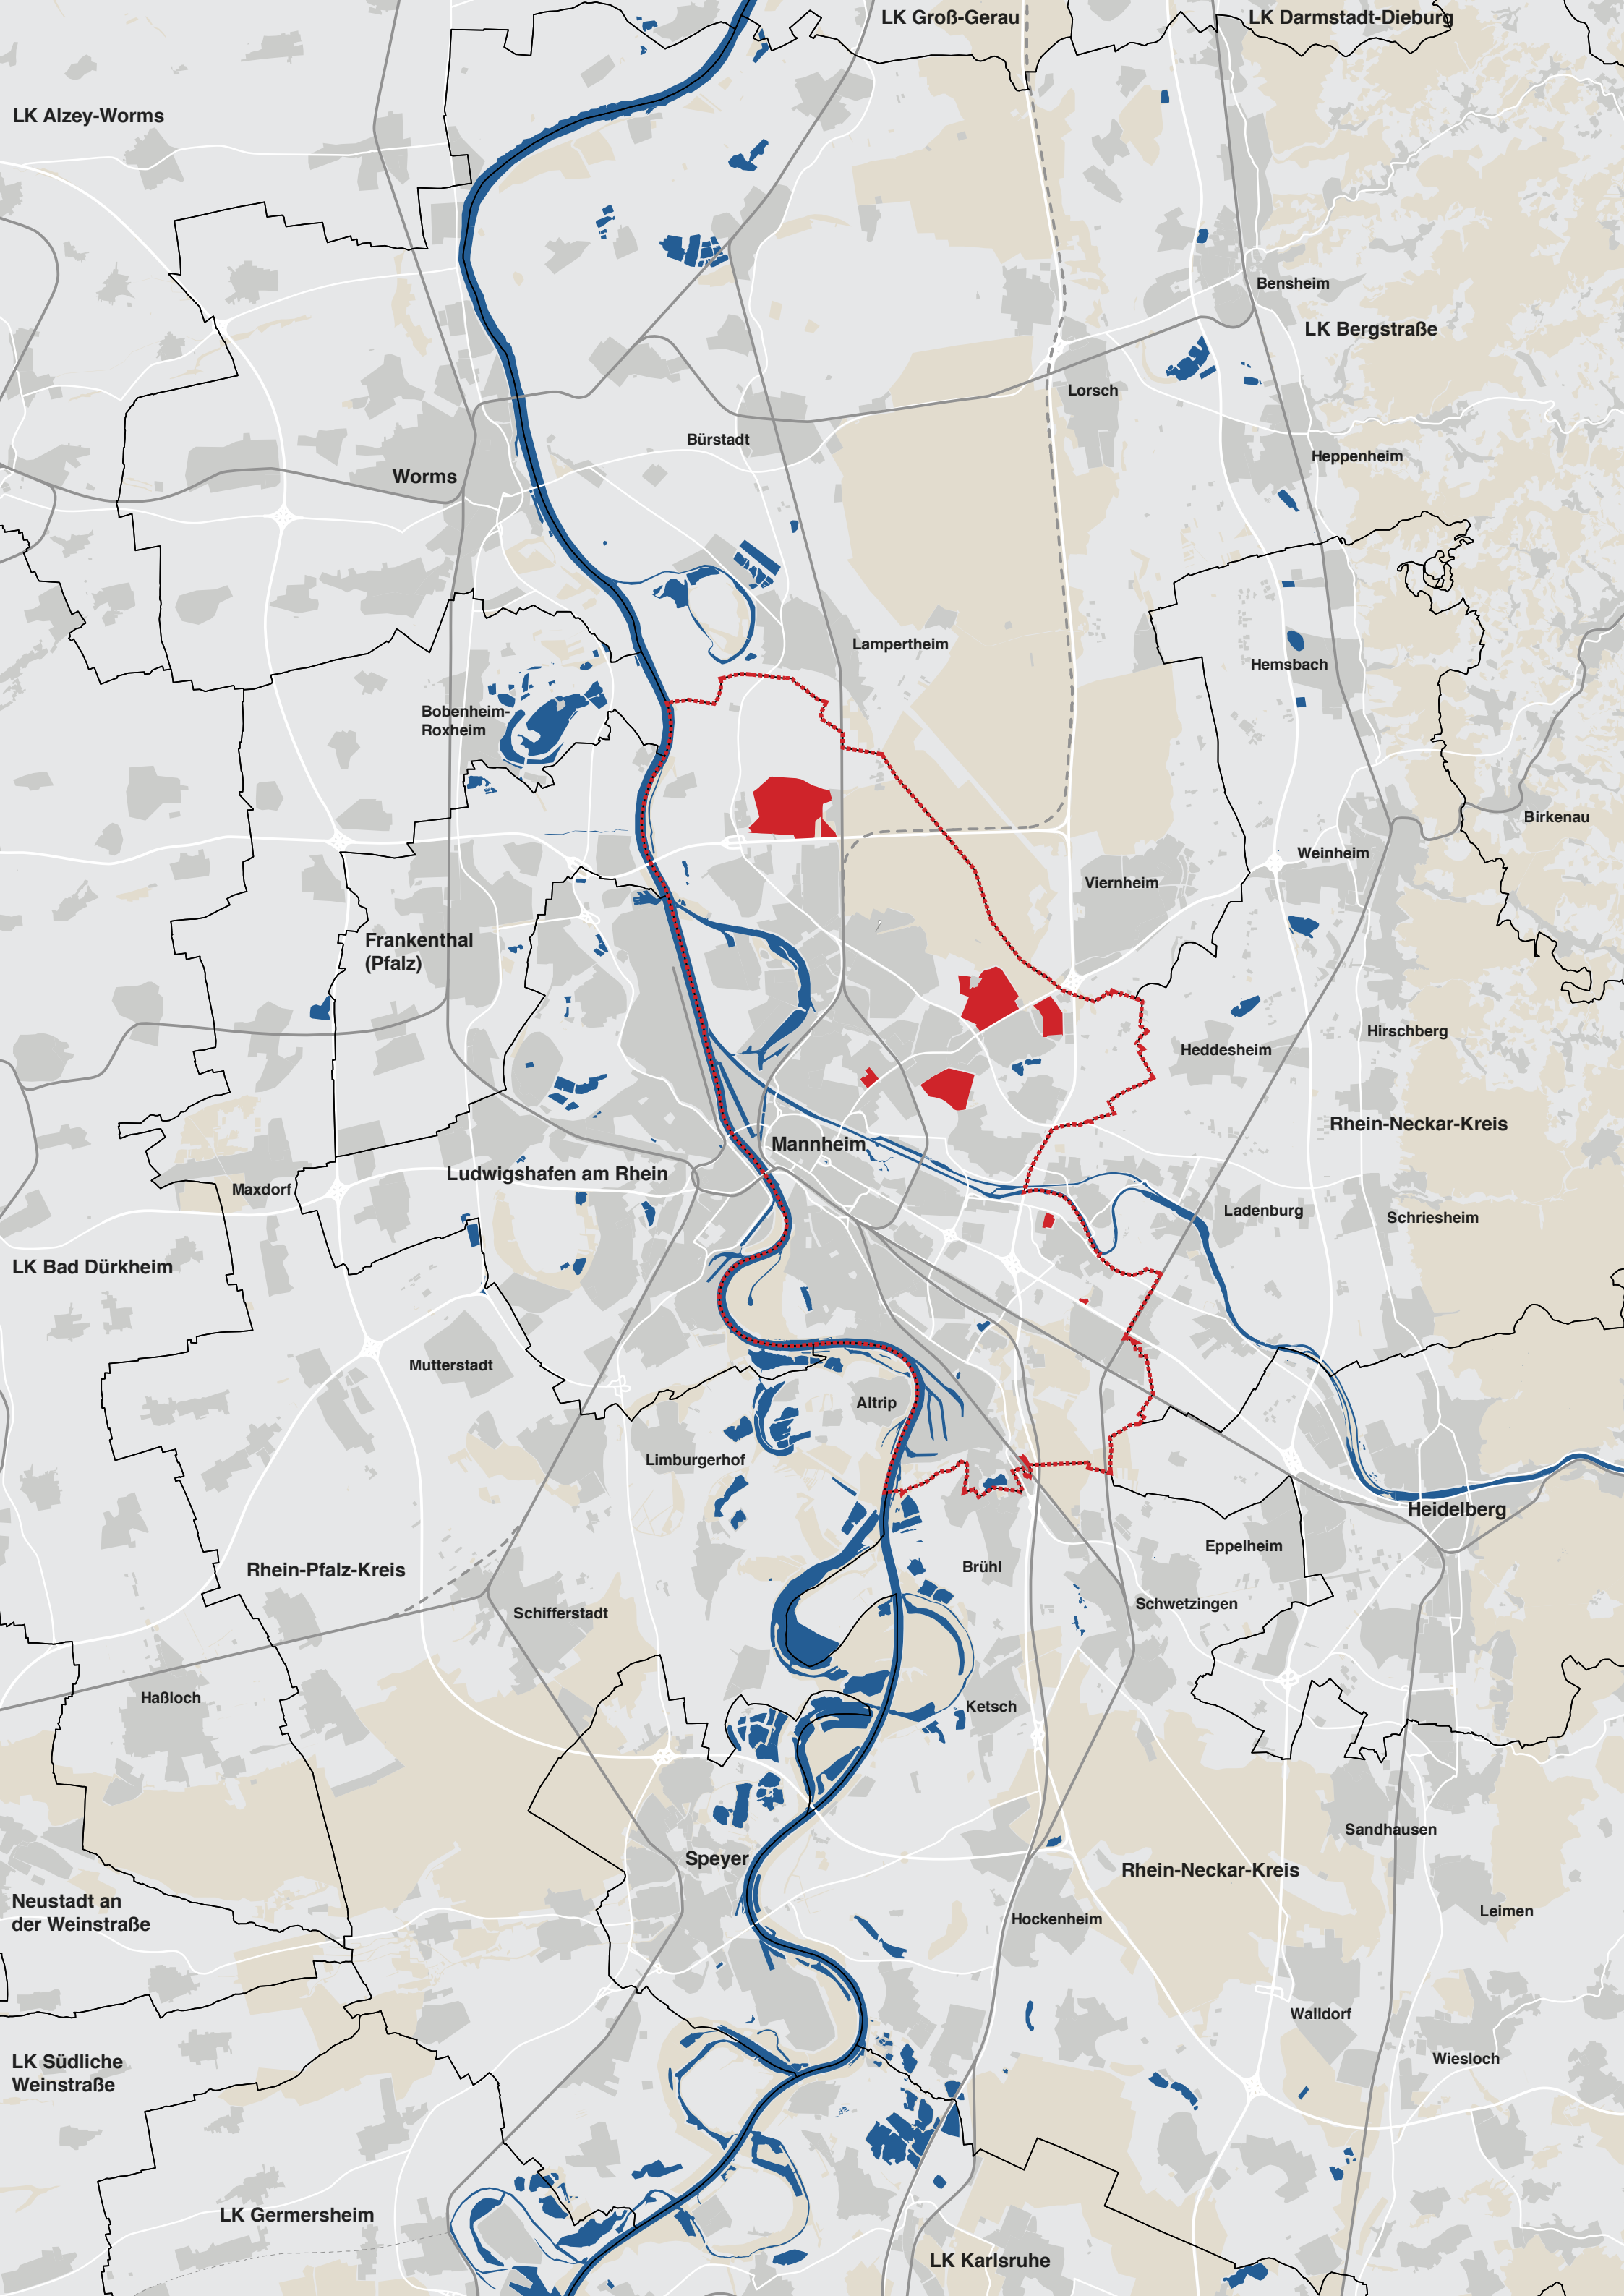 LK Groß-Gerau
LK Darmstadt-Dieburg
LK Alzey-Worms
Bensheim
LK Bergstraße
Lorsch
Bürstadt
Heppenheim
Worms
Lampertheim
Hemsbach
Bobenheim-
Roxheim
Birkenau
Weinheim
Viernheim
Frankenthal
(Pfalz)
Hirschberg
Heddesheim
Rhein-Neckar-Kreis
Mannheim
Ludwigshafen am Rhein
Maxdorf
Ladenburg
Schriesheim
LK Bad Dürkheim
Mutterstadt
Altrip
Limburgerhof
Heidelberg
Eppelheim
Brühl
Rhein-Pfalz-Kreis
Schwetzingen
Schifferstadt
Haßloch
Ketsch
Sandhausen
Speyer
Rhein-Neckar-Kreis
Neustadt an
der Weinstraße
Leimen
Hockenheim
Walldorf
LK Südliche
Weinstraße
Wiesloch
LK Germersheim
LK Karlsruhe